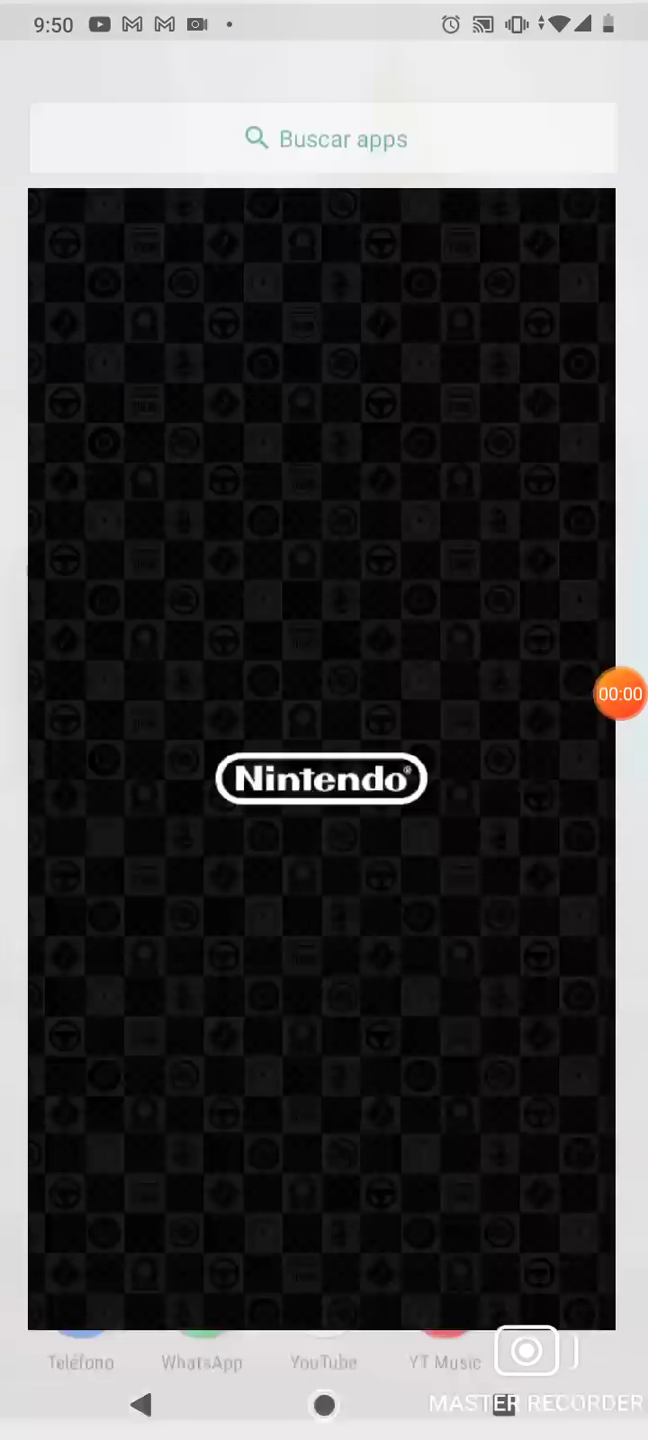 9:50
Buscar apps
00:00
Nintendo®
Teléfono WhatsApp YouTube YT Music
MASTER RECORDER